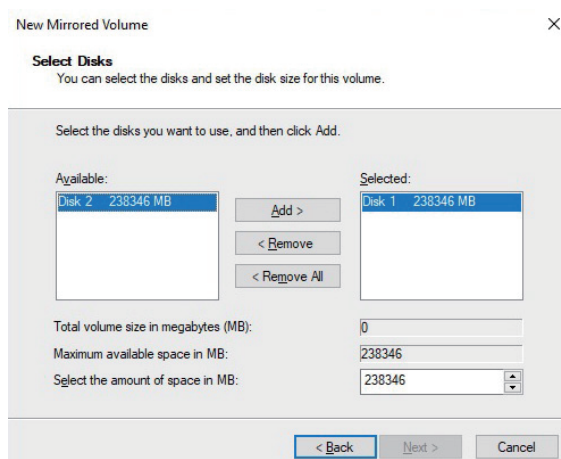 New Mirrored Volume
Select Disks
You can select the disks and set the disk size for this volume.
Select the disks you want to use, and then click Add.
Available:
Selected:
Disk 2 238346 MB
Disk 1 238346 MB
Add >
< Remove
< Remove All
Total volume size in megabytes (MB): 0
Maximum available space in MB: 238346
Select the amount of space in MB: 238346
< Back Next > Cancel